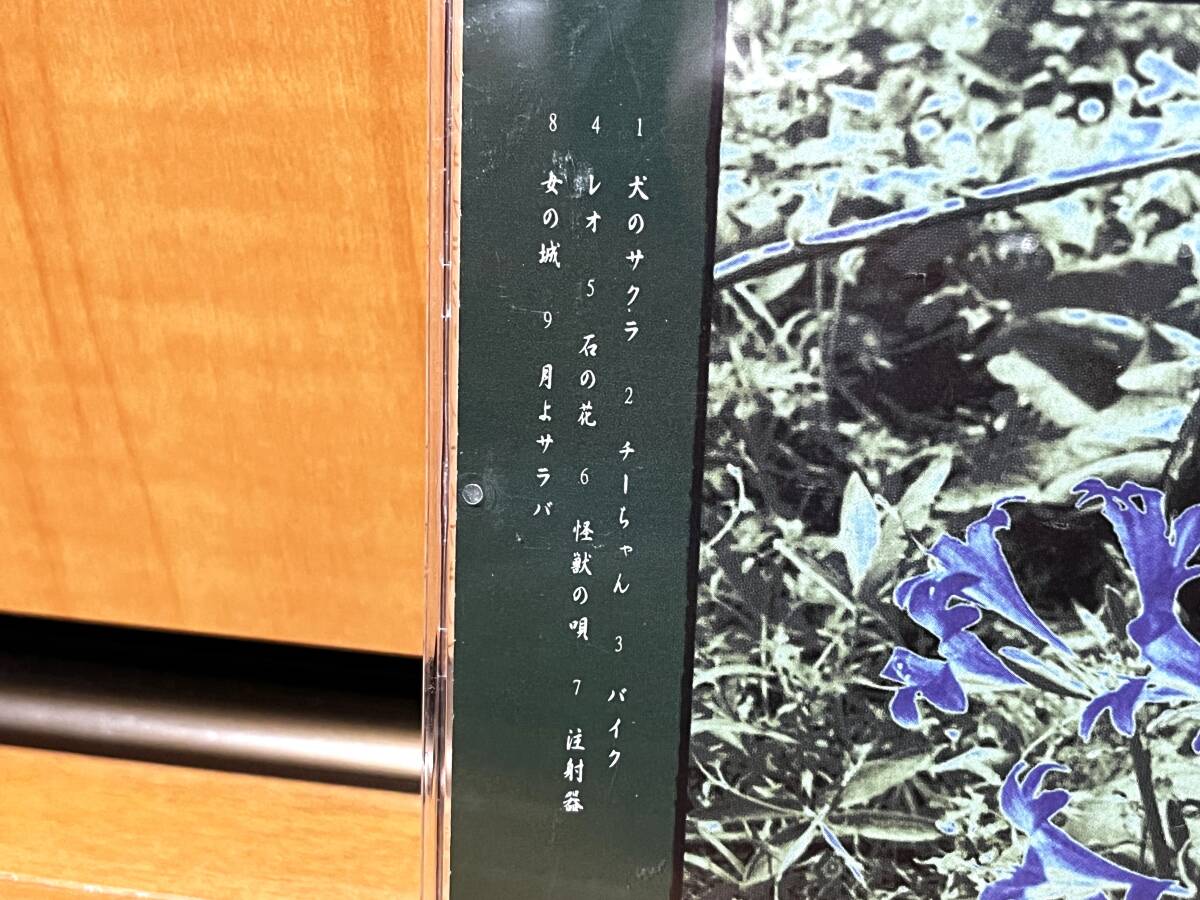 1 犬のサクラ 2 チーちゃん 3 バイク
4 レオ 5 石の花 6 怪獣の唄 7 注射器
8 女の城 9 月よサラバ